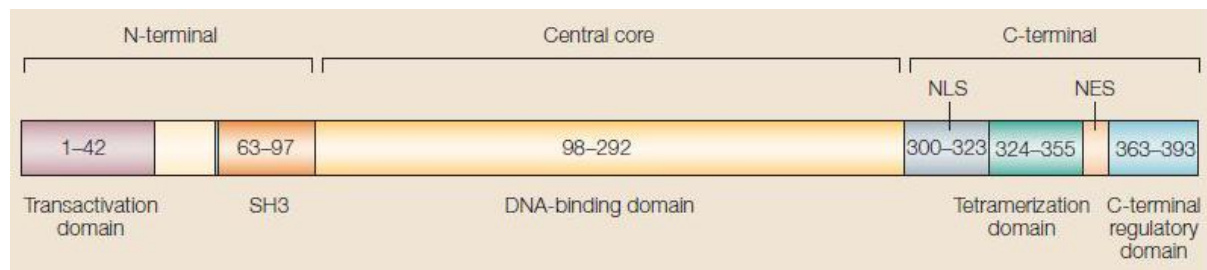 N-terminal Central core C-terminal
NLS NES
1–42 63–97 98–292 300–323 324–355 363–393
Transactivation domain
SH3
DNA-binding domain
Tetramerization domain
C-terminal regulatory domain